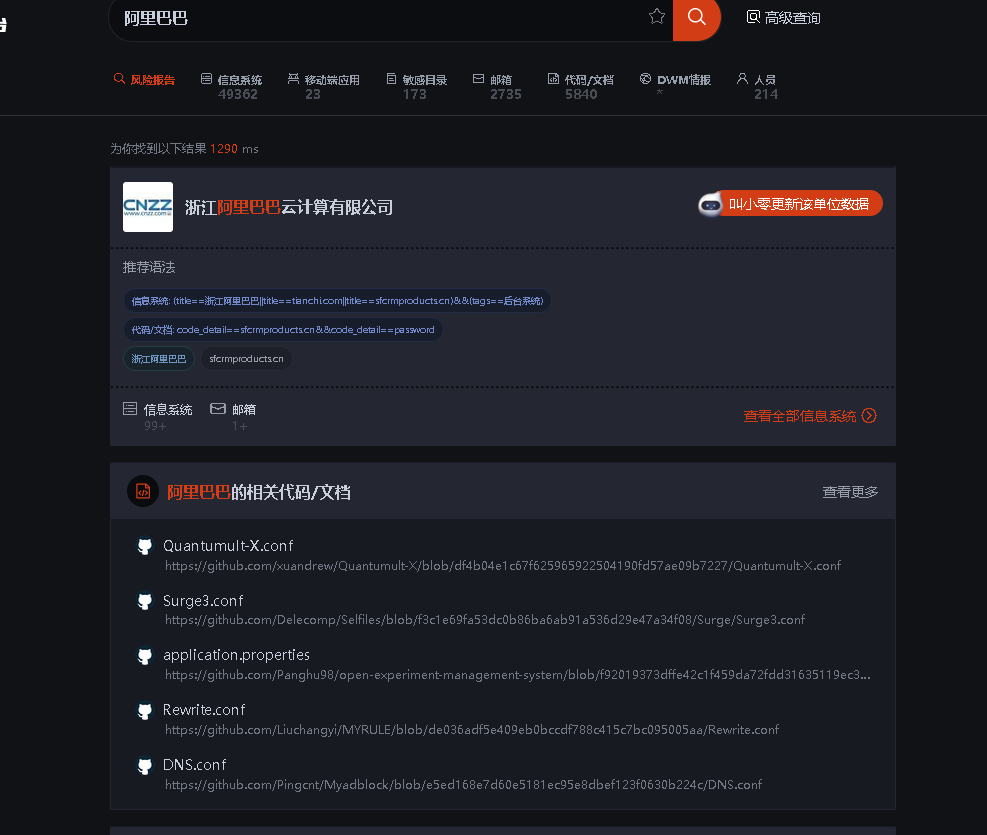 台
阿里巴巴
高级查询
风险报告 信息系统 移动端应用 敏感目录 邮箱 代码/文档 DWM情报 人员
49362 23 173 2735 5840 * 214
为你找到以下结果 1290 ms
CNZZ
www.cnzz.com
浙江阿里巴巴云计算有限公司
叫小零更新该单位数据
推荐语法
信息系统: (title==浙江阿里巴巴||title==tianchi.com||title==sfcrmproducts.cn)&&(tags==后台系统)
代码/文档: code_detail==sfcrmproducts.cn&&code_detail==password
浙江阿里巴巴 sfcrmproducts.cn
信息系统 邮箱
99+ 1+
查看全部信息系统
阿里巴巴的相关代码/文档
查看更多
Quantumult-X.conf
https://github.com/xuandrew/Quantumult-X/blob/df4b04e1c67f625965922504190fd57ae09b7227/Quantumult-X.conf
Surge3.conf
https://github.com/Delecomp/Selfiles/blob/f3c1e69fa53dc0b86ba6ab91a536d29e47a34f08/Surge/Surge3.conf
application.properties
https://github.com/Panghu98/open-experiment-management-system/blob/f92019373dffe42c1f459da72fdd31635119ec3...
Rewrite.conf
https://github.com/Liuchangyi/MYRULE/blob/de036adf5e409eb0bccdf788c415c7bc095005aa/Rewrite.conf
DNS.conf
https://github.com/Pingcnt/Myadblock/blob/e5ed168e7d60e5181ec95e8dbef123f0630b224c/DNS.conf